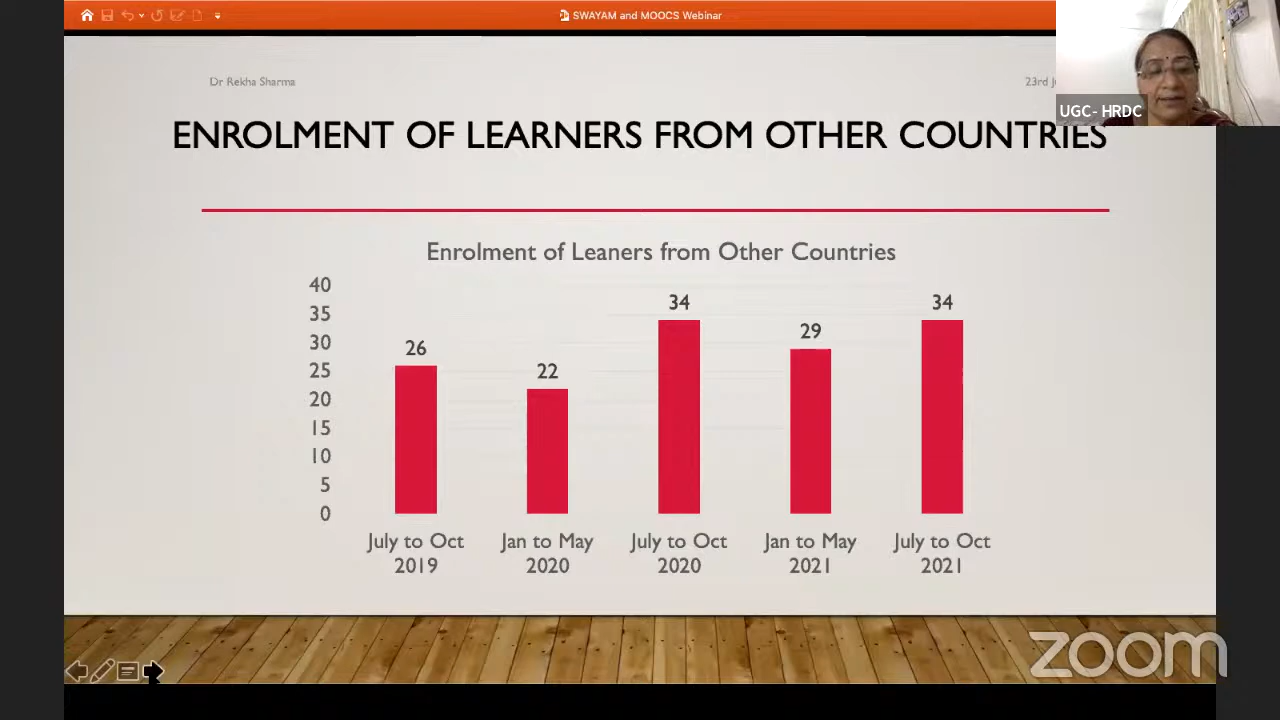 SWAYAM and MOOCS Webinar
Dr Rekha Sharma
23rd
UGC- HRDC
ENROLMENT OF LEARNERS FROM OTHER COUNTRIES
Enrolment of Leaners from Other Countries
40
35
30
25
20
15
10
5
0
26
22
34
29
34
July to Oct
2019
Jan to May
2020
July to Oct
2020
Jan to May
2021
July to Oct
2021
zoom